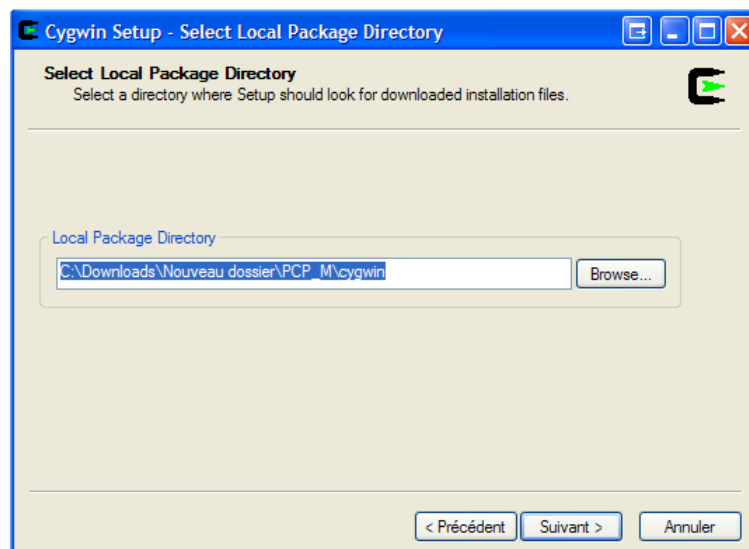 Cygwin Setup - Select Local Package Directory
Select Local Package Directory
Select a directory where Setup should look for downloaded installation files.
Local Package Directory
C:\Downloads\Nouveau dossier\PCP_M\cygwin
Browse...
< Précédent
Suivant >
Annuler